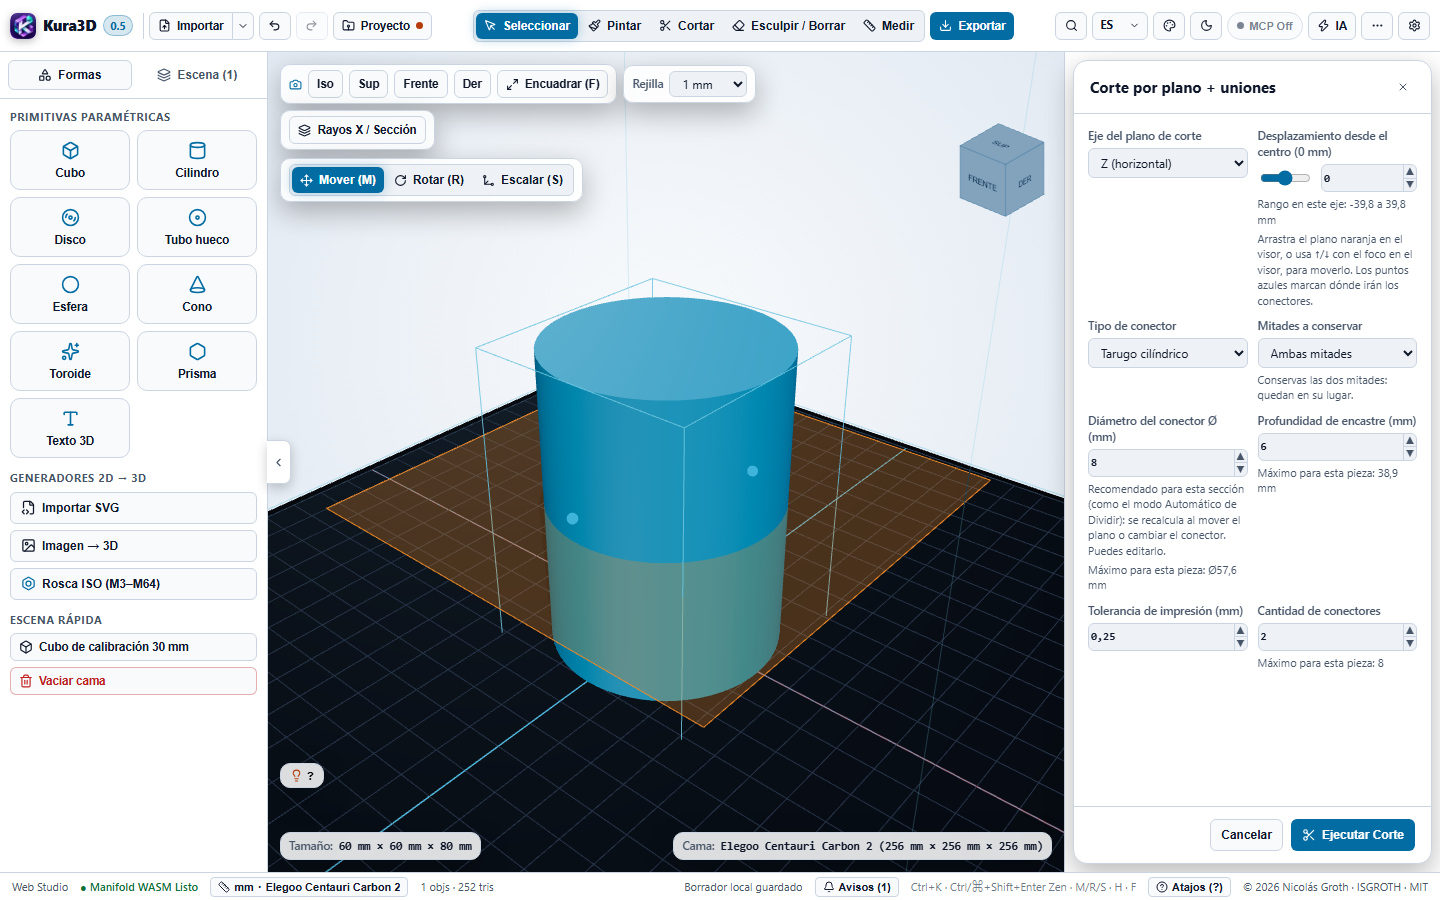 Kura3D 0.5 Importar Proyecto Seleccionar Pintar Cortar Esculpir / Borrar Medir Exportar ES MCP Off IA
Formas Escena (1)
PRIMITIVAS PARAMÉTRICAS
Cubo Cilindro
Disco Tubo hueco
Esfera Cono
Toroide Prisma
Texto 3D
GENERADORES 2D → 3D
Importar SVG
Imagen → 3D
Rosca ISO (M3–M64)
ESCENA RÁPIDA
Cubo de calibración 30 mm
Vaciar cama
Iso Sup Frente Der Encuadrar (F) Rejilla 1 mm
Rayos X / Sección
Mover (M) Rotar (R) Escalar (S)
SUP
FRENTE DER
?
Tamaño: 60 mm × 60 mm × 80 mm
Cama: Elegoo Centauri Carbon 2 (256 mm × 256 mm × 256 mm)
Corte por plano + uniones
Eje del plano de corte
Z (horizontal)
Desplazamiento desde el
centro (0 mm)
0
Rango en este eje: -39,8 a 39,8
mm
Arrastra el plano naranja en el
visor, o usa ↑/↓ con el foco en el
visor, para moverlo. Los puntos
azules marcan dónde irán los
conectores.
Tipo de conector
Tarugo cilíndrico
Mitades a conservar
Ambas mitades
Conservas las dos mitades:
quedan en su lugar.
Diámetro del conector Ø
(mm)
8
Recomendado para esta sección
(como el modo Automático de
Dividir): se recalcula al mover el
plano o cambiar el conector.
Puedes editarlo.
Máximo para esta pieza: Ø57,6
mm
Profundidad de encastre (mm)
6
Máximo para esta pieza: 38,9
mm
Tolerancia de impresión (mm)
0,25
Cantidad de conectores
2
Máximo para esta pieza: 8
Cancelar Ejecutar Corte
Web Studio Manifold WASM Listo mm · Elegoo Centauri Carbon 2 1 objs · 252 tris Borrador local guardado Avisos (1) Ctrl+K · Ctrl/⌘+Shift+Enter Zen · M/R/S · H · F Atajos (?) © 2026 Nicolás Groth · ISGROTH · MIT